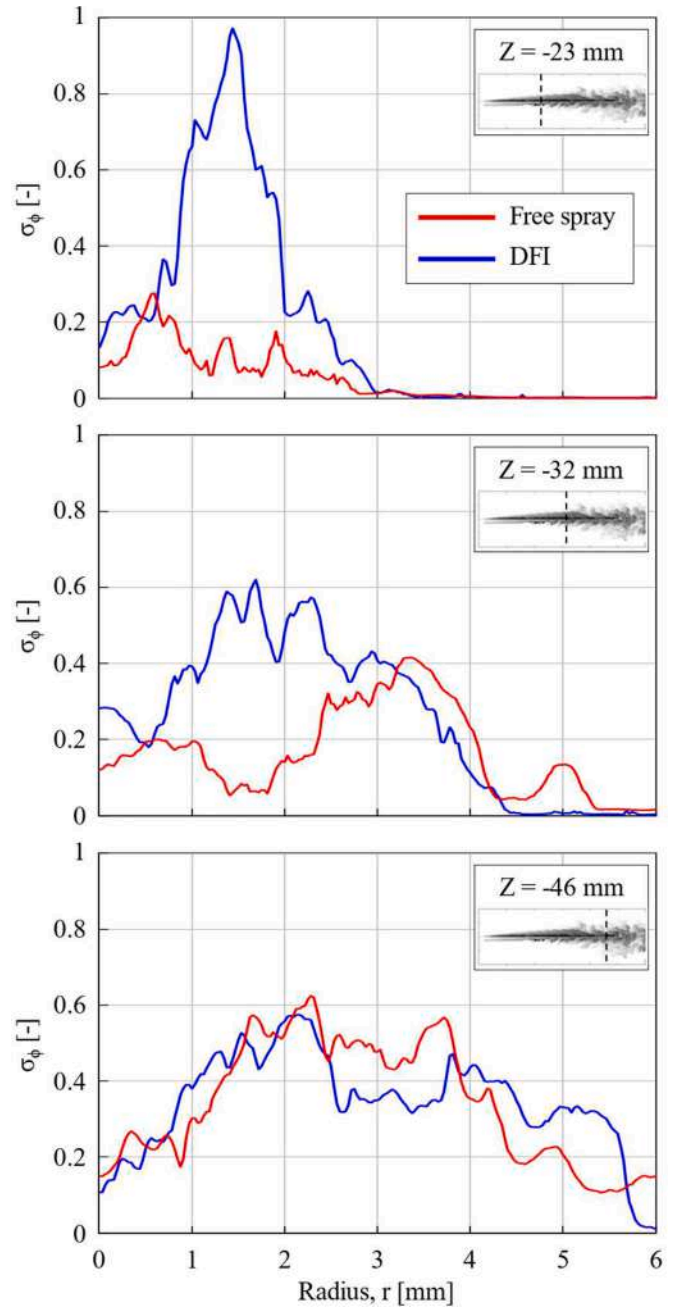 1
0.8
0.6
0.4
0.2
0
σϕ [-]
Z = -23 mm
Free spray
DFI
1
0.8
0.6
0.4
0.2
0
σϕ [-]
Z = -32 mm
1
0.8
0.6
0.4
0.2
0
σϕ [-]
Z = -46 mm
0 1 2 3 4 5 6
Radius, r [mm]